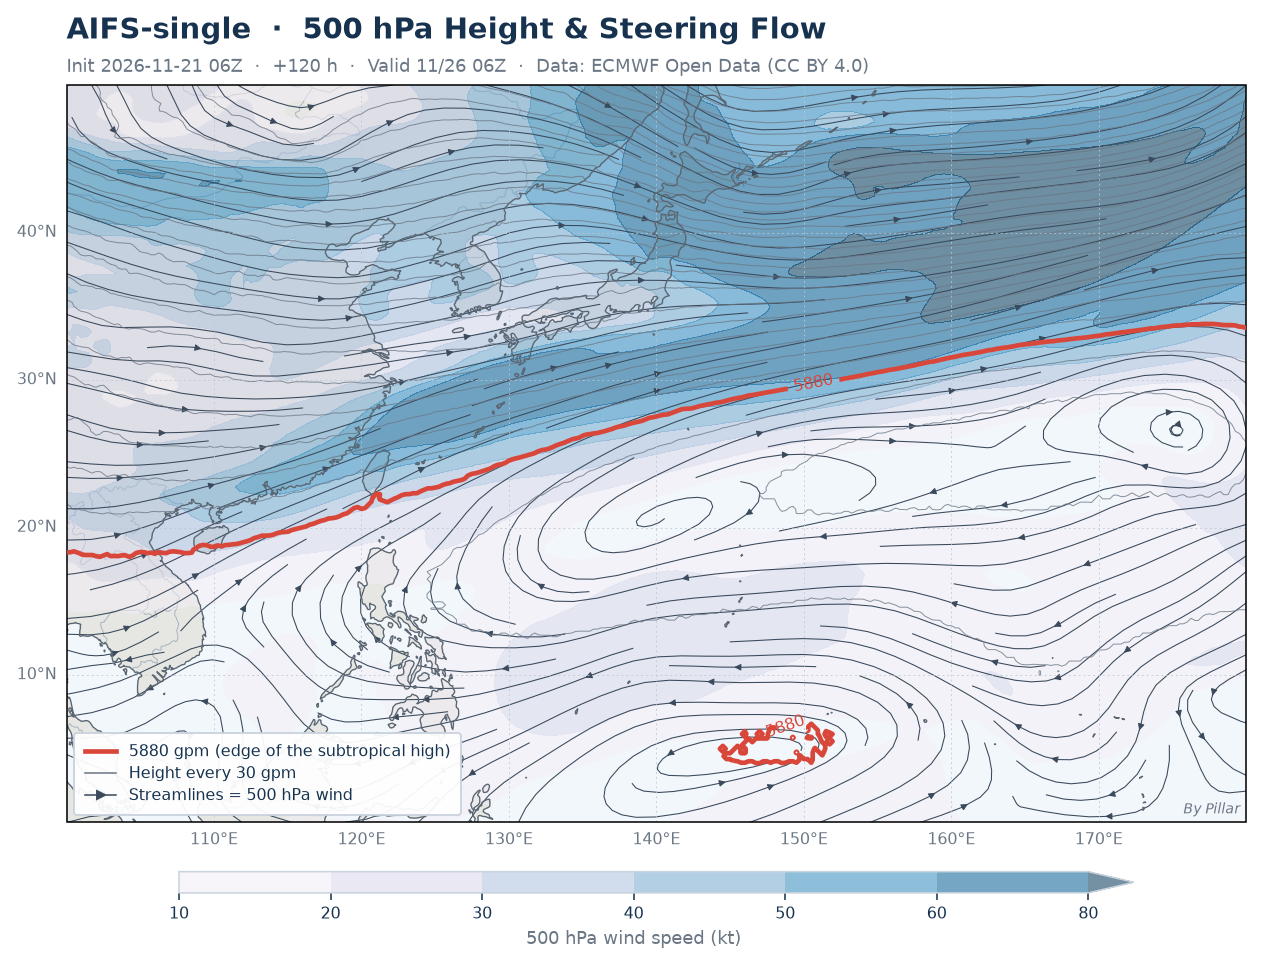 AIFS-single · 500 hPa Height & Steering Flow
Init 2026-11-21 06Z · +120 h · Valid 11/26 06Z · Data: ECMWF Open Data (CC BY 4.0)
40°N
30°N
20°N
10°N
5880
5880
5880 gpm (edge of the subtropical high)
Height every 30 gpm
Streamlines = 500 hPa wind
By Pillar
110°E 120°E 130°E 140°E 150°E 160°E 170°E
10 20 30 40 50 60 80
500 hPa wind speed (kt)